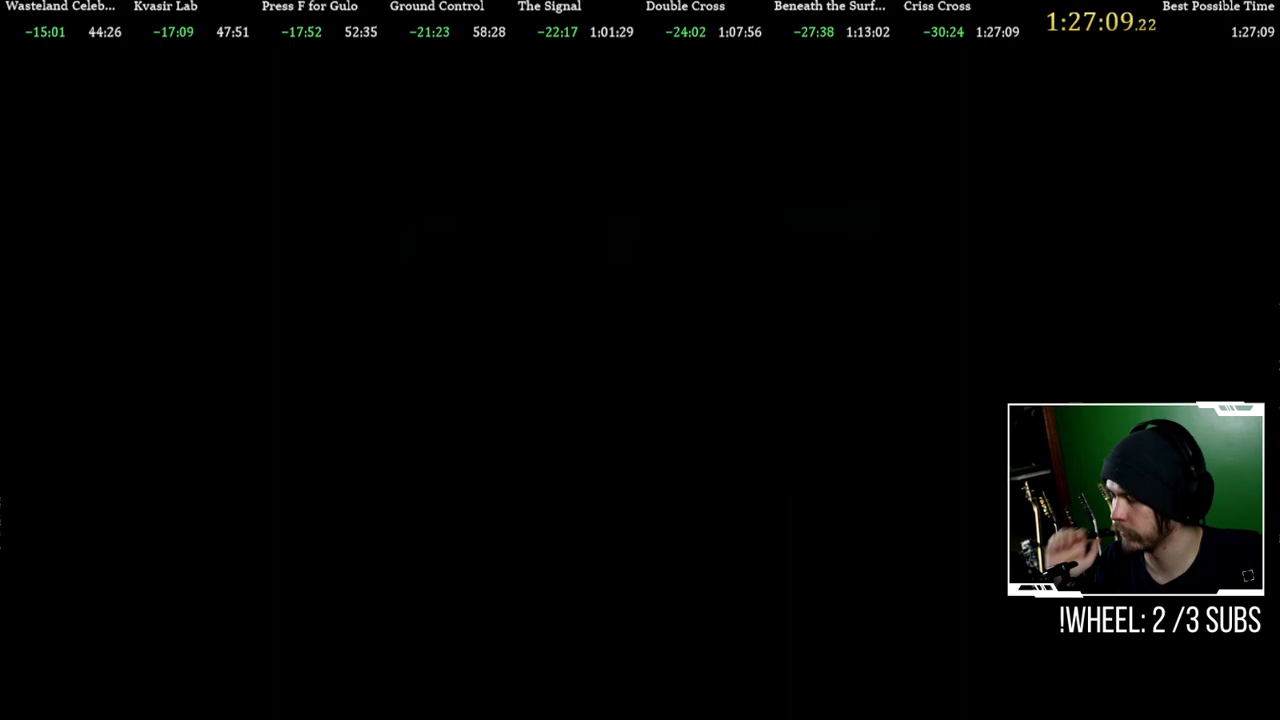 Wasteland Celeb... Kvasir Lab Press F for Gulo Ground Control The Signal Double Cross Beneath the Surf... Criss Cross 1:27:09.22 Best Possible Time
−15:01 44:26 −17:09 47:51 −17:52 52:35 −21:23 58:28 −22:17 1:01:29 −24:02 1:07:56 −27:38 1:13:02 −30:24 1:27:09 1:27:09
!WHEEL: 2 /3 SUBS